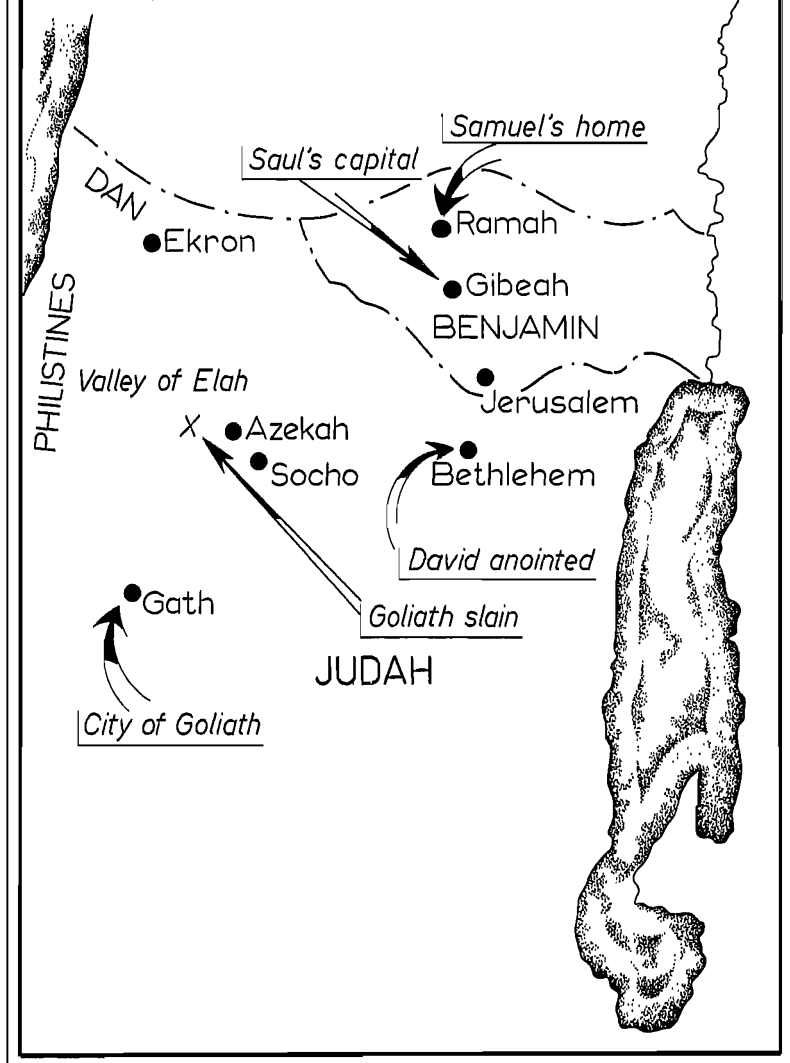 Samuel's home
Saul's capital
DAN
Ramah
Ekron
Gibeah
PHILISTINES
BENJAMIN
Valley of Elah
Jerusalem
X
Azekah
Socho
Bethlehem
David anointed
Gath
Goliath slain
JUDAH
City of Goliath